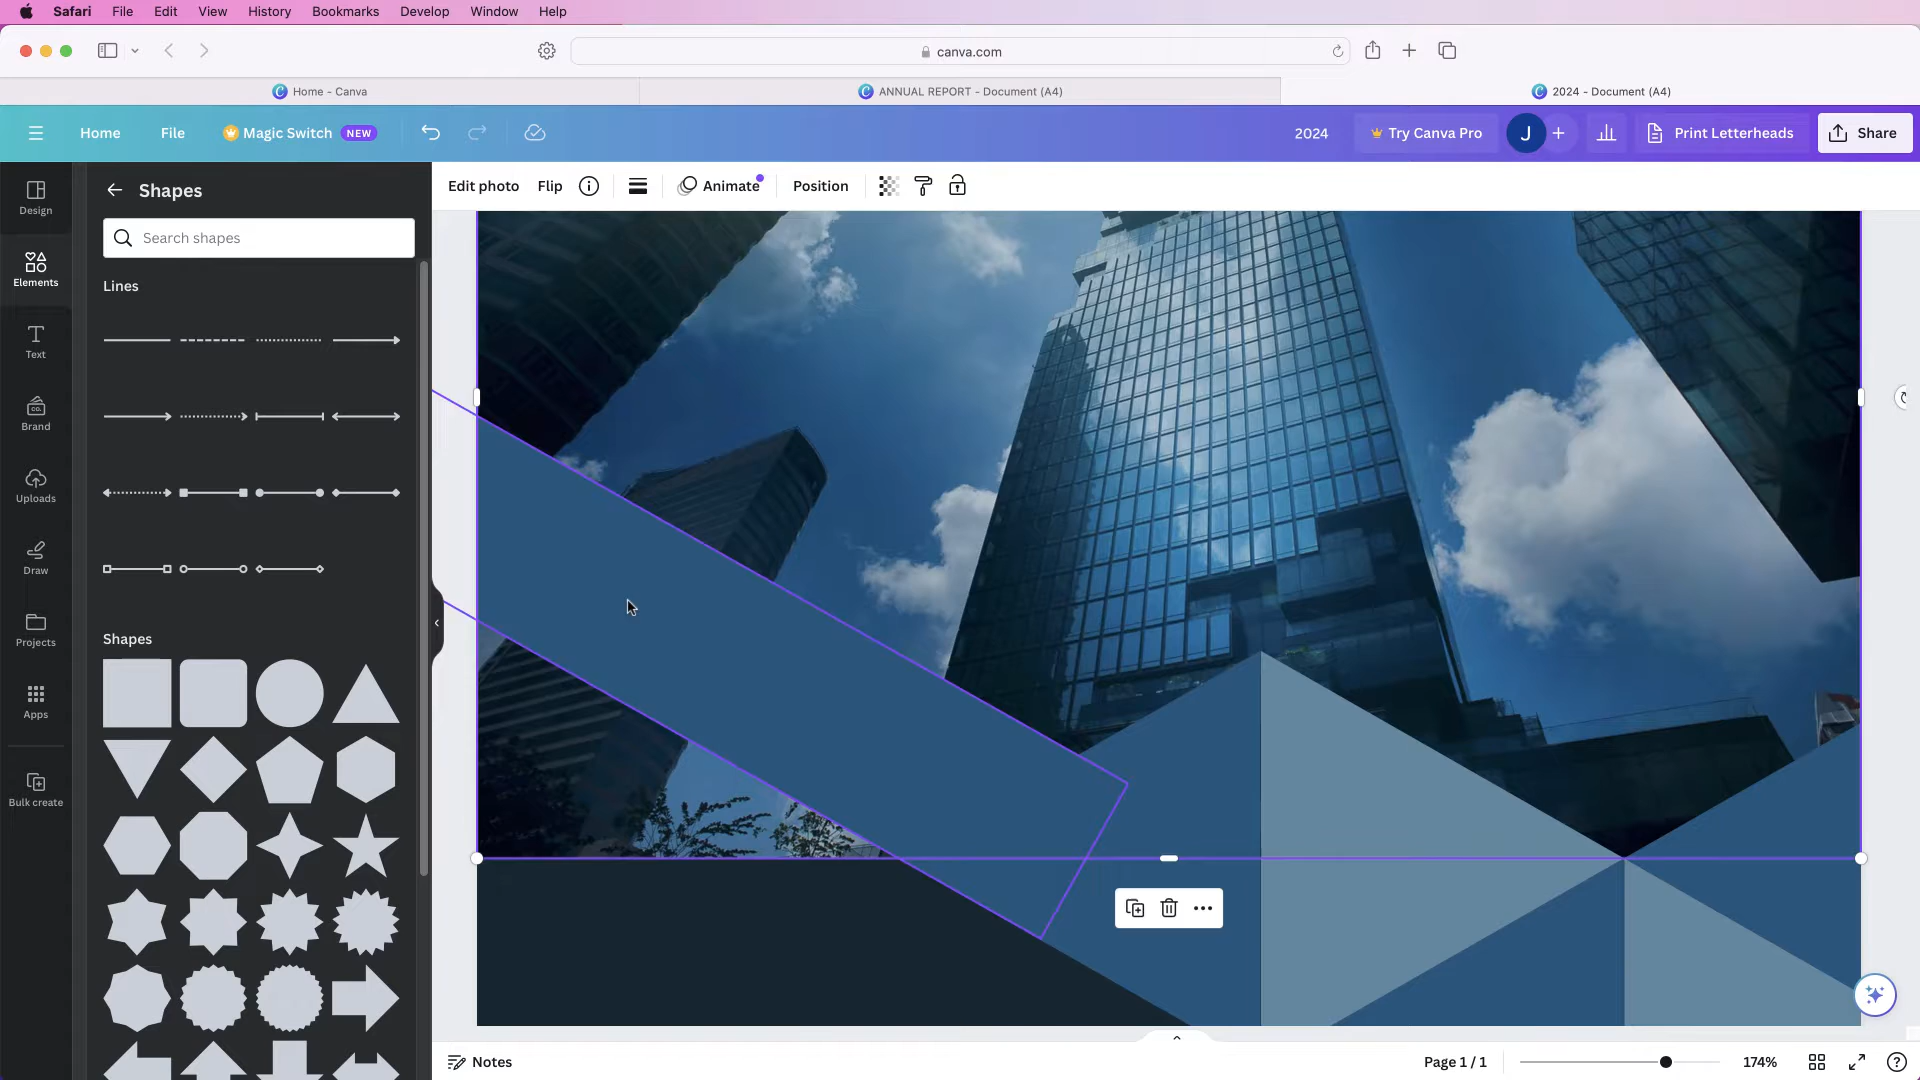 Safari File Edit View History Bookmarks Develop Window Help
canva.com
Home - Canva
ANNUAL REPORT - Document (A4)
2024 - Document (A4)
Home File Magic Switch NEW
2024
Try Canva Pro
J
Print Letterheads
Share
Design
Elements
Text
Brand
Uploads
Draw
Projects
Apps
Bulk create
Shapes
Search shapes
Lines
Shapes
Edit photo Flip Animate Position
Notes
Page 1 / 1
174%